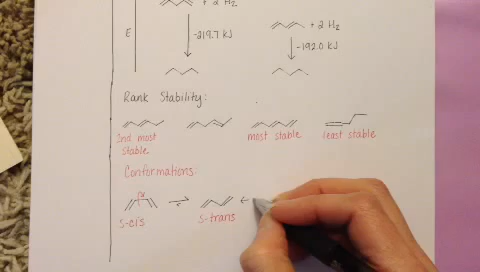 + 2 H2
+ 2 H2
E
-219.7 KJ
-192.0 KJ
Rank Stability:
2nd most
stable
most stable
least stable
Conformations:
s-cis
s-trans